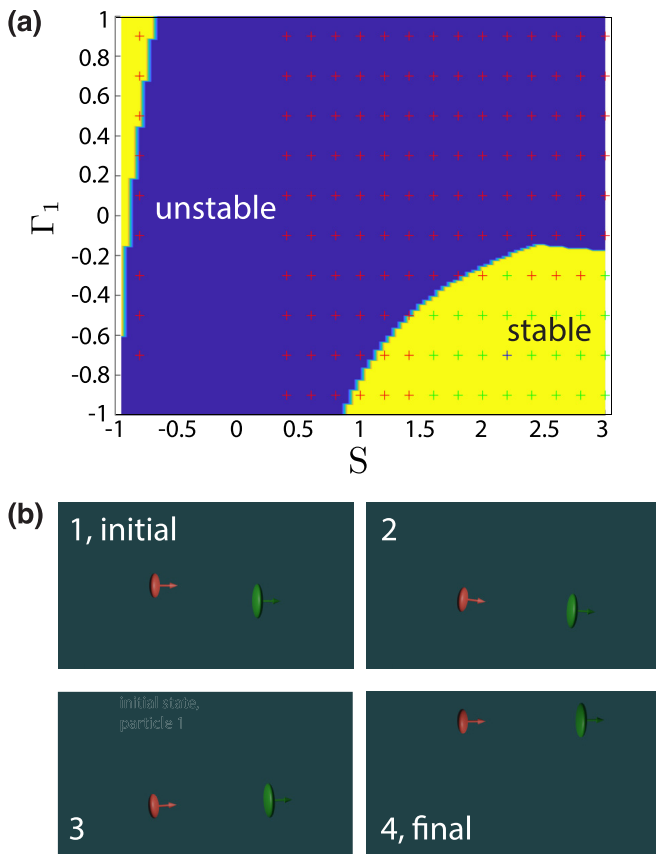 (a)
1
0.8
0.6
0.4
0.2
0
-0.2
-0.4
-0.6
-0.8
-1
Γ1
unstable
stable
-1 -0.5 0 0.5 1 1.5 2 2.5 3
S
(b)
1, initial
2
initial state,
particle 1
3
4, final